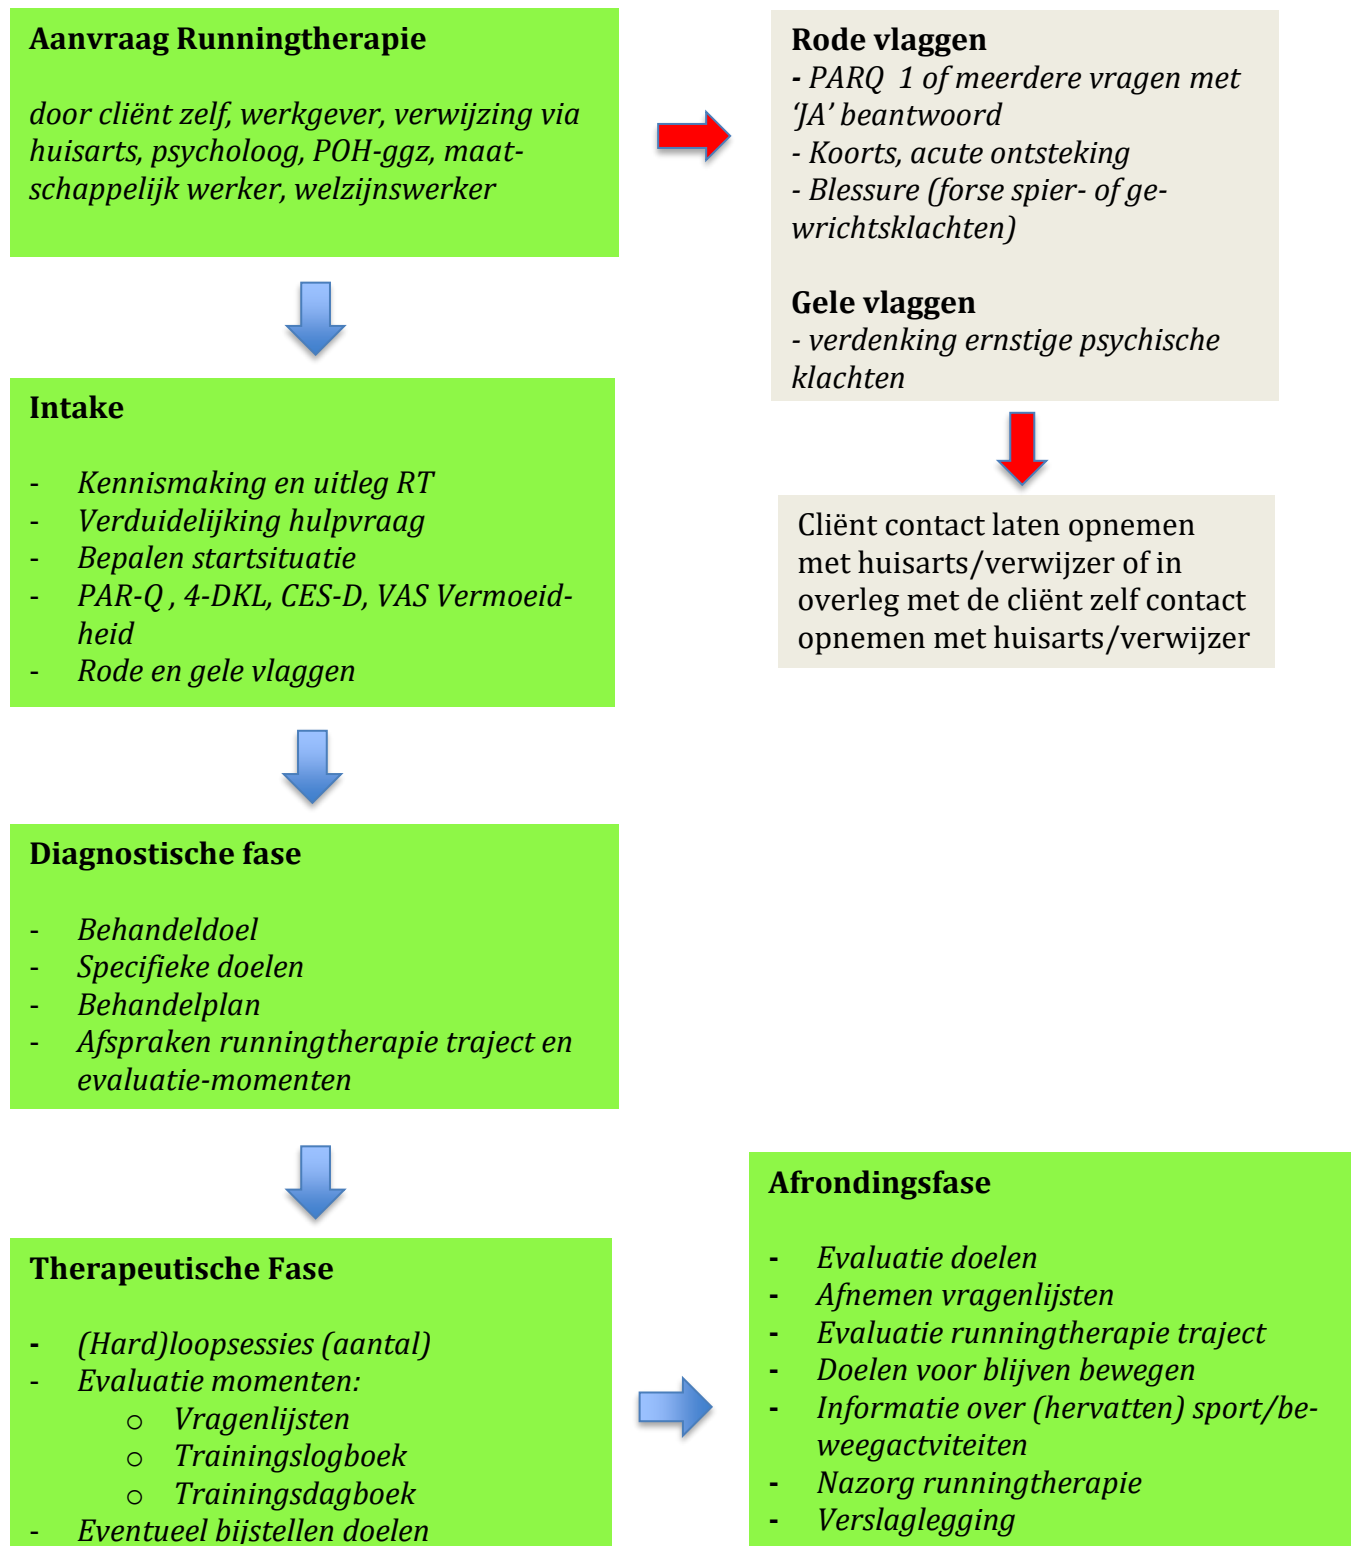 Aanvraag Runningtherapie
door cliënt zelf, werkgever, verwijzing via
huisarts, psycholoog, POH-ggz, maat-
schappelijk werker, welzijnswerker
Rode vlaggen
- PARQ 1 of meerdere vragen met
‘JA’ beantwoord
- Koorts, acute ontsteking
- Blessure (forse spier- of ge-
wrichtsklachten)
Gele vlaggen
- verdenking ernstige psychische
klachten
Cliënt contact laten opnemen
met huisarts/verwijzer of in
overleg met de cliënt zelf contact
opnemen met huisarts/verwijzer
Intake
- Kennismaking en uitleg RT
- Verduidelijking hulpvraag
- Bepalen startsituatie
- PAR-Q , 4-DKL, CES-D, VAS Vermoeid-
heid
- Rode en gele vlaggen
Diagnostische fase
- Behandeldoel
- Specifieke doelen
- Behandelplan
- Afspraken runningtherapie traject en
evaluatie-momenten
Therapeutische Fase
- (Hard)loopsessies (aantal)
- Evaluatie momenten:
o Vragenlijsten
o Trainingslogboek
o Trainingsdagboek
- Eventueel bijstellen doelen
Afrondingsfase
- Evaluatie doelen
- Afnemen vragenlijsten
- Evaluatie runningtherapie traject
- Doelen voor blijven bewegen
- Informatie over (hervatten) sport/be-
weegactviteiten
- Nazorg runningtherapie
- Verslaglegging